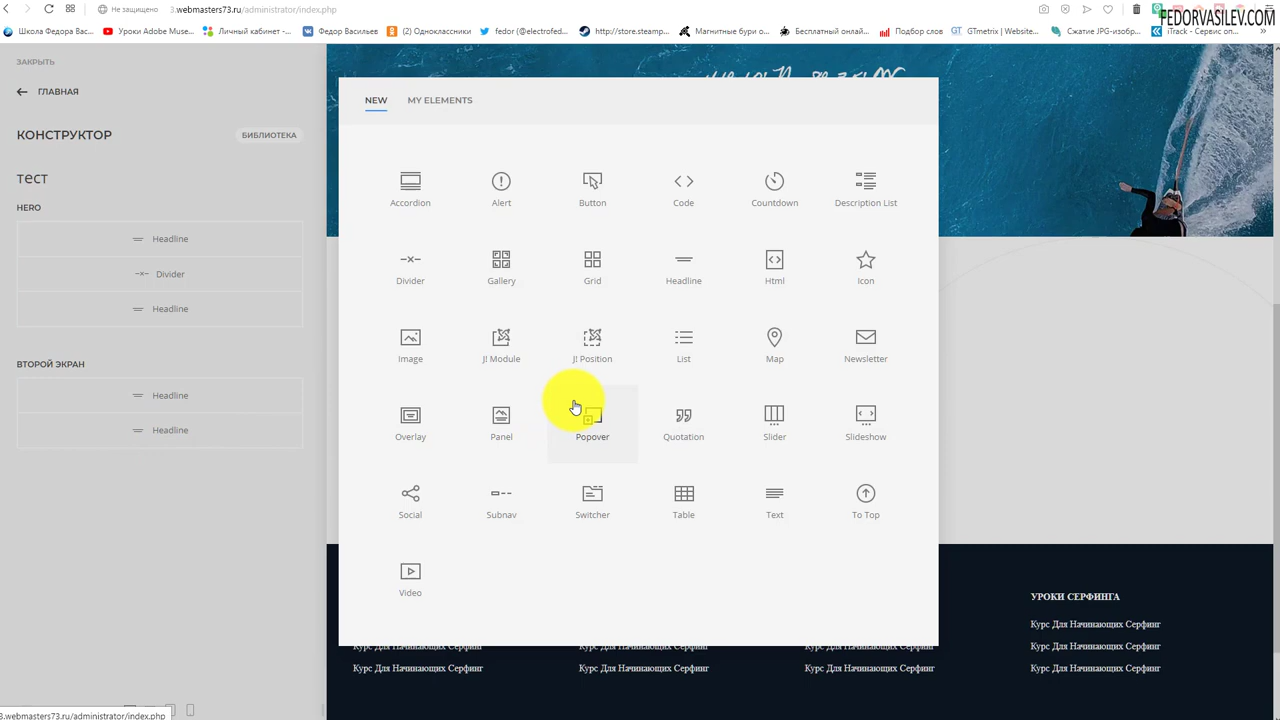 Не защищено 3.webmasters73.ru/administrator/index.php
FEDORVASILEV.COM
Школа Федора Вас... Уроки Adobe Muse... Личный кабинет -... Федор Васильев (2) Одноклассники fedor (@electrofed... http://store.steamp... Магнитные бури о... Бесплатный онлай... Подбор слов GTmetrix | Website... Сжатие JPG-изобр... iTrack - Сервис оп... »
ЗАКРЫТЬ
ГЛАВНАЯ
КОНСТРУКТОР БИБЛИОТЕКА
тест
HERO
Headline
Divider
Headline
ВТОРОЙ ЭКРАН
Headline
Headline
NEW MY ELEMENTS
Accordion Alert Button Code Countdown Description List
Divider Gallery Grid Headline Html Icon
Image J! Module J! Position List Map Newsletter
Overlay Panel Popover Quotation Slider Slideshow
Social Subnav Switcher Table Text To Top
Video
УРОКИ СЕРФИНГА
Курс Для Начинающих Серфинг
Курс Для Начинающих Серфинг Курс Для Начинающих Серфинг Курс Для Начинающих Серфинг Курс Для Начинающих Серфинг
Курс Для Начинающих Серфинг Курс Для Начинающих Серфинг Курс Для Начинающих Серфинг Курс Для Начинающих Серфинг
3.webmasters73.ru/administrator/index.php